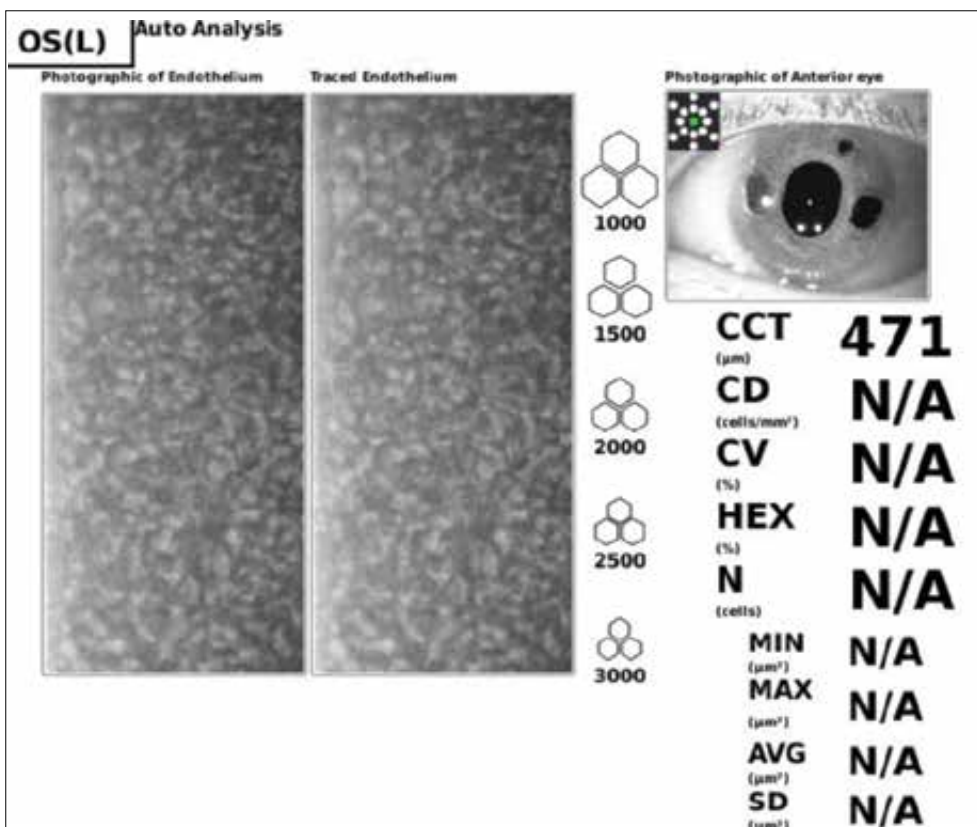 OS(L)
Auto Analysis
Photographic of Endothelium
Traced Endothelium
Photographic of Anterior eye
1000
1500
2000
2500
3000
CCT 471
(μm)
CD N/A
(cells/mm²)
CV N/A
(%)
HEX N/A
(%)
N N/A
(cells)
MIN N/A
(μm²)
MAX N/A
(μm²)
AVG N/A
(μm²)
SD N/A
(μm²)